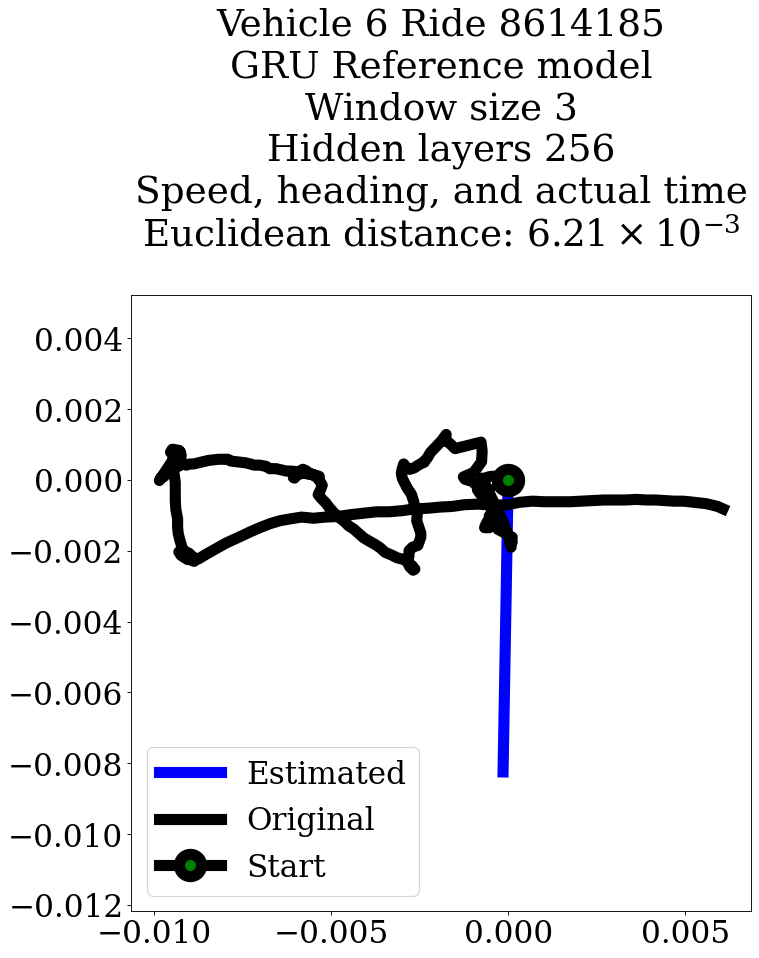 Vehicle 6 Ride 8614185
GRU Reference model
Window size 3
Hidden layers 256
Speed, heading, and actual time
Euclidean distance: 6.21 × 10⁻³
0.004
0.002
0.000
−0.002
−0.004
−0.006
−0.008
−0.010
−0.012
Estimated
Original
Start
−0.010 −0.005 0.000 0.005